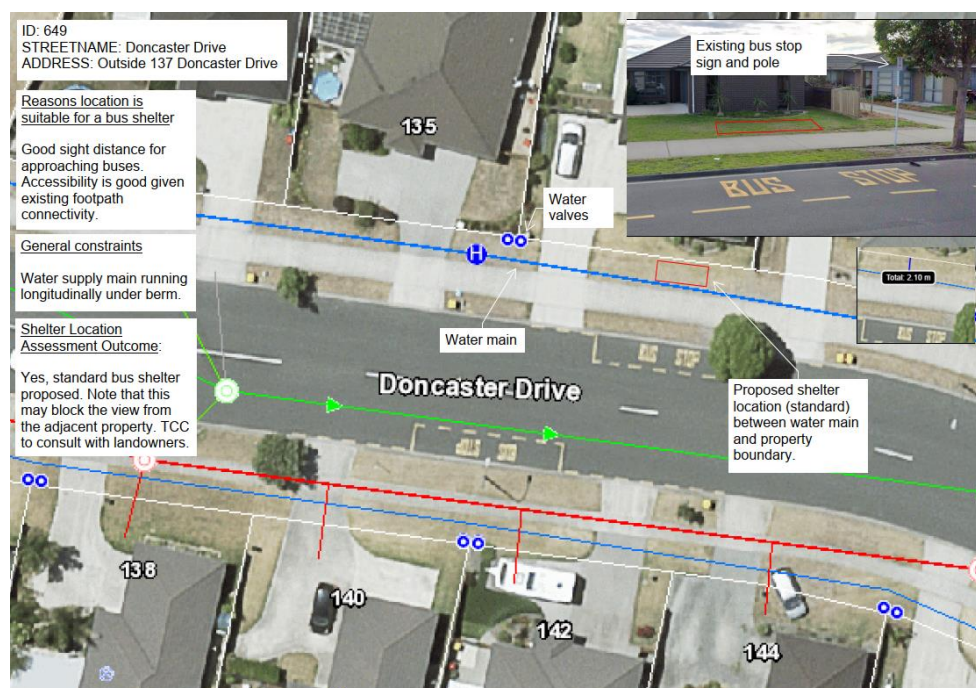 ID: 649
STREETNAME: Doncaster Drive
ADDRESS: Outside 137 Doncaster Drive
Reasons location is
suitable for a bus shelter
Good sight distance for
approaching buses.
Accessibility is good given
existing footpath
connectivity.
General constraints
Water supply main running
longitudinally under berm.
Shelter Location
Assessment Outcome:
Yes, standard bus shelter
proposed. Note that this
may block the view from
the adjacent property. TCC
to consult with landowners.
Existing bus stop
sign and pole
BUS STOP
135
Water
valves
H
Total: 2.10 m
BUS STOP
Water main
BUS STOP
Doncaster Drive
Proposed shelter
location (standard)
between water main
and property
boundary.
138
140
142
144